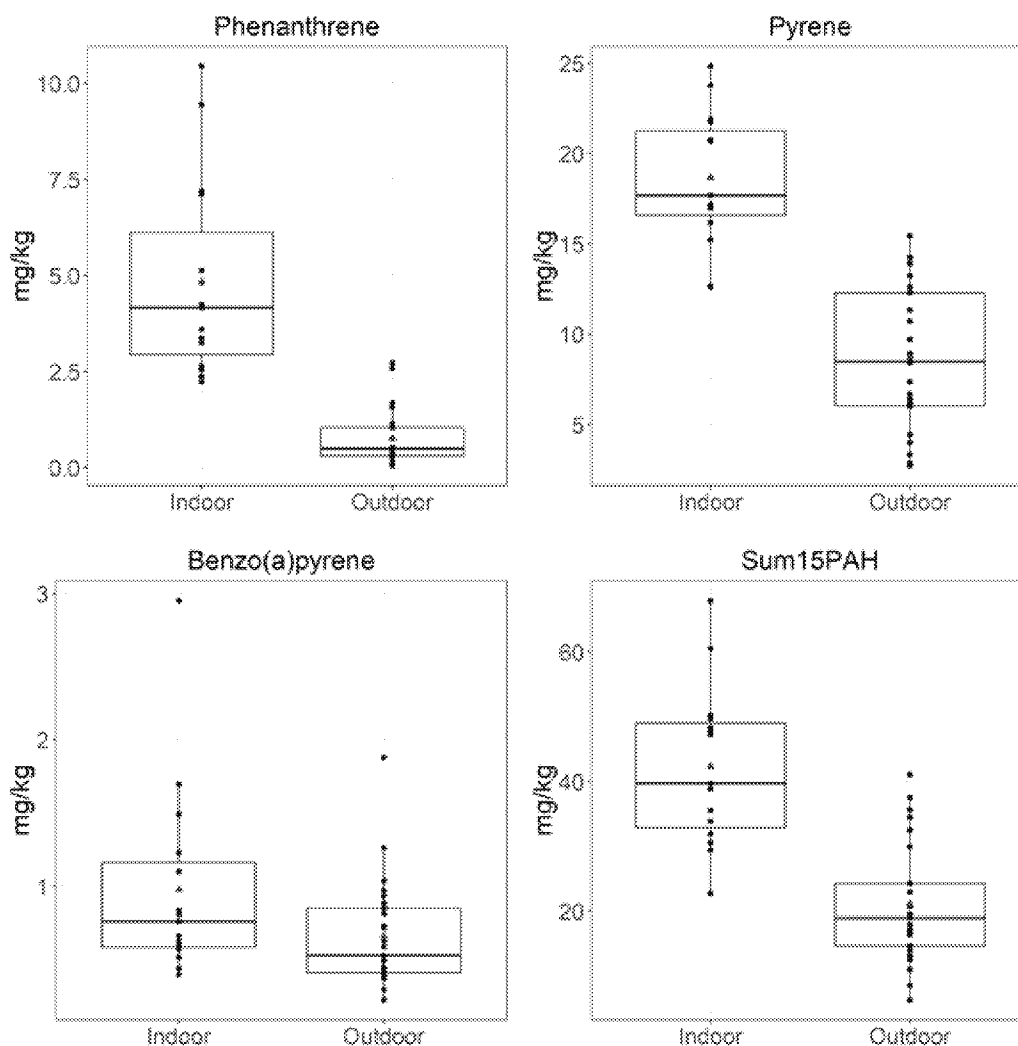 Phenanthrene
mg/kg
10.0
7.5
5.0
2.5
0.0
Indoor Outdoor
Pyrene
mg/kg
25
20
15
10
5
Indoor Outdoor
Benzo(a)pyrene
mg/kg
3
2
1
Indoor Outdoor
Sum15PAH
mg/kg
60
40
20
Indoor Outdoor